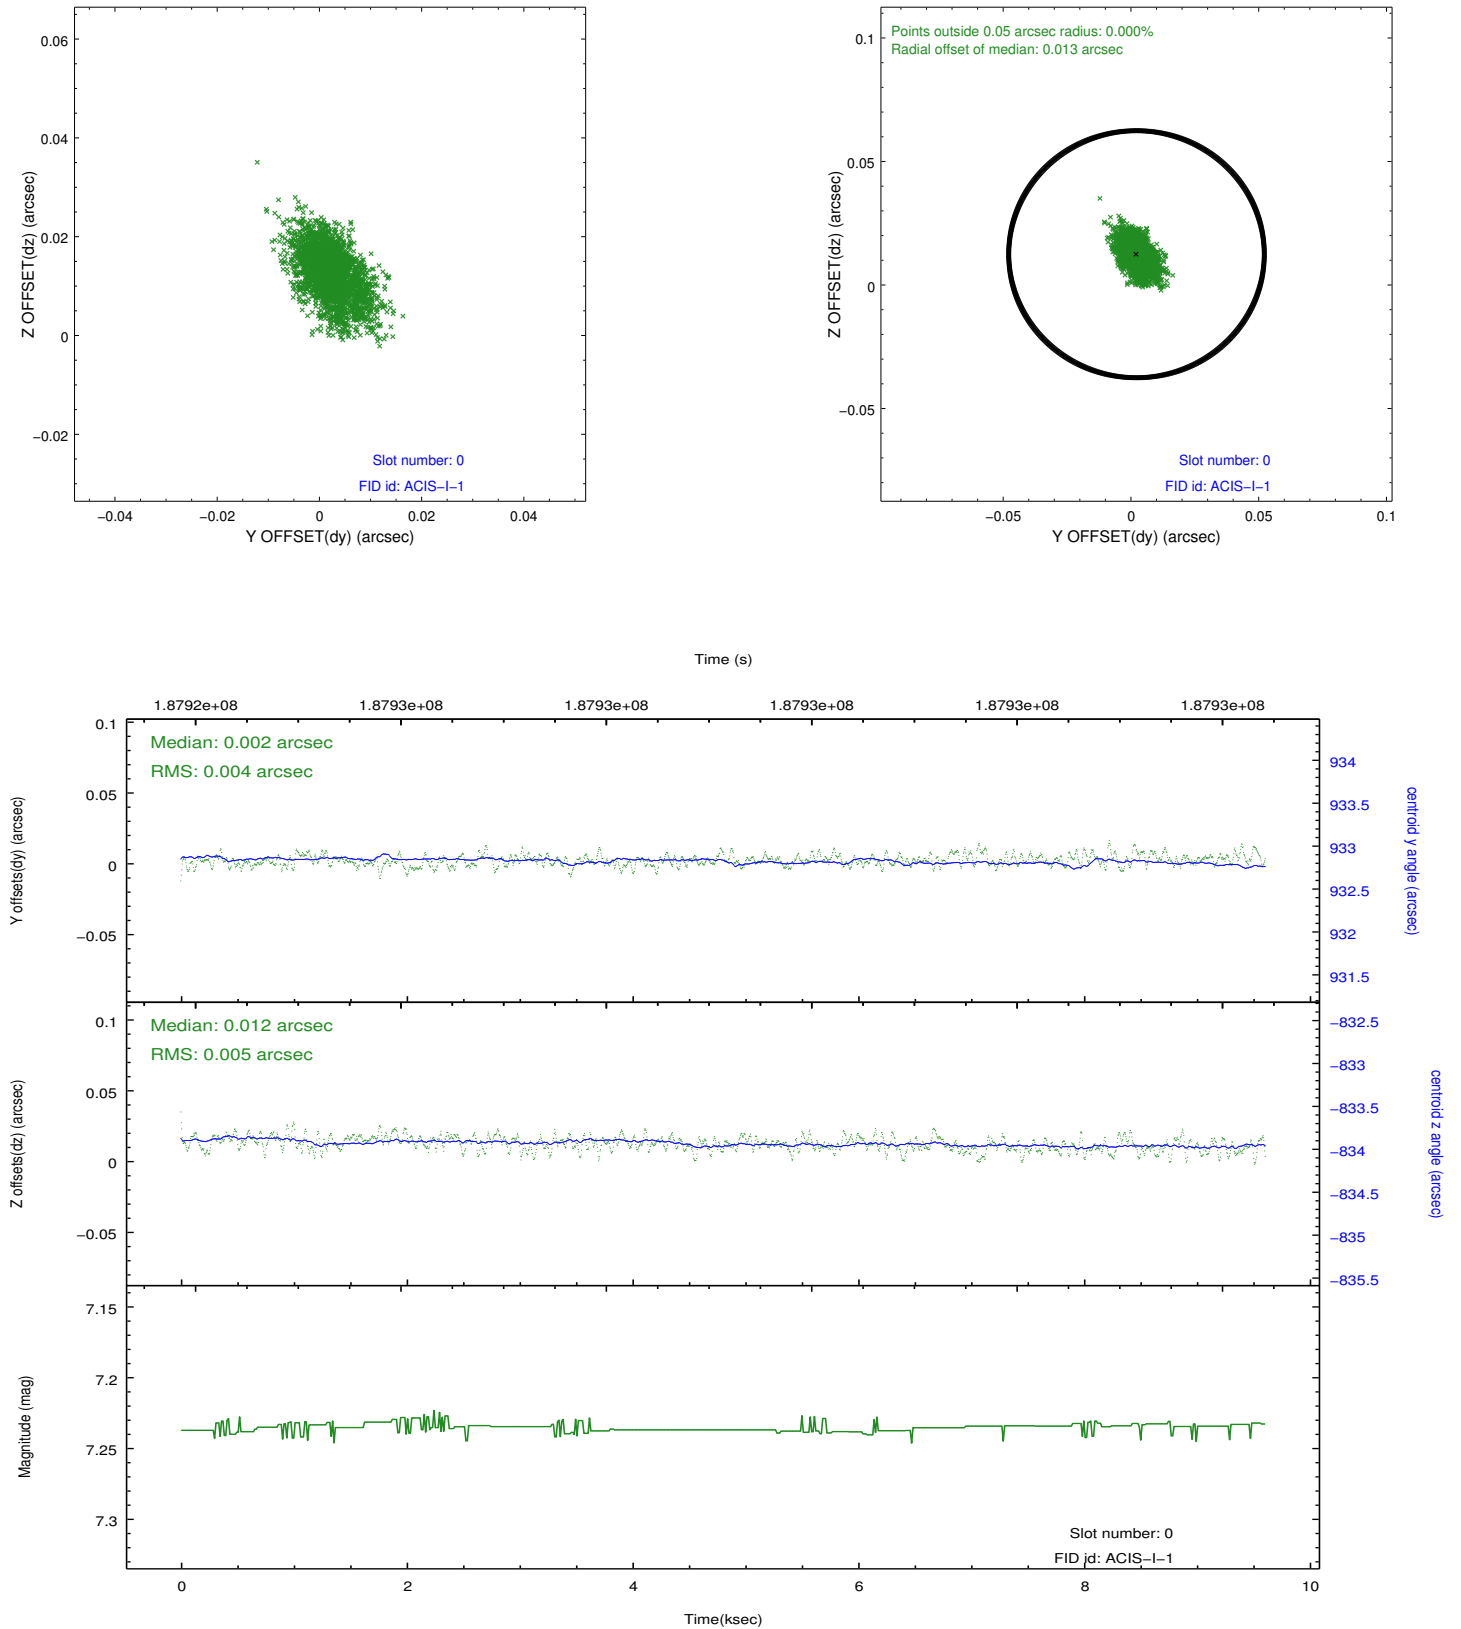 0.06
0.04
0.02
0
−0.02
−0.04
−0.02
0
0.02
0.04
Z OFFSET(dz) (arcsec)
Y OFFSET(dy) (arcsec)
Slot number: 0
FID id: ACIS−I−1
Points outside 0.05 arcsec radius: 0.000%
Radial offset of median: 0.013 arcsec
0.1
0.05
0
−0.05
−0.05
0
0.05
0.1
Z OFFSET(dz) (arcsec)
Y OFFSET(dy) (arcsec)
Slot number: 0
FID id: ACIS−I−1
Time (s)
1.8792e+08
1.8793e+08
1.8793e+08
1.8793e+08
1.8793e+08
1.8793e+08
Median: 0.002 arcsec
RMS: 0.004 arcsec
0.1
0.05
0
−0.05
Y offsets(dy) (arcsec)
934
933.5
933
932.5
932
931.5
centroid y angle (arcsec)
Median: 0.012 arcsec
RMS: 0.005 arcsec
0.1
0.05
0
−0.05
Z offsets(dz) (arcsec)
−832.5
−833
−833.5
−834
−834.5
−835
−835.5
centroid z angle (arcsec)
7.15
7.2
7.25
7.3
Magnitude (mag)
Slot number: 0
FID id: ACIS−I−1
0
2
4
6
8
10
Time(ksec)